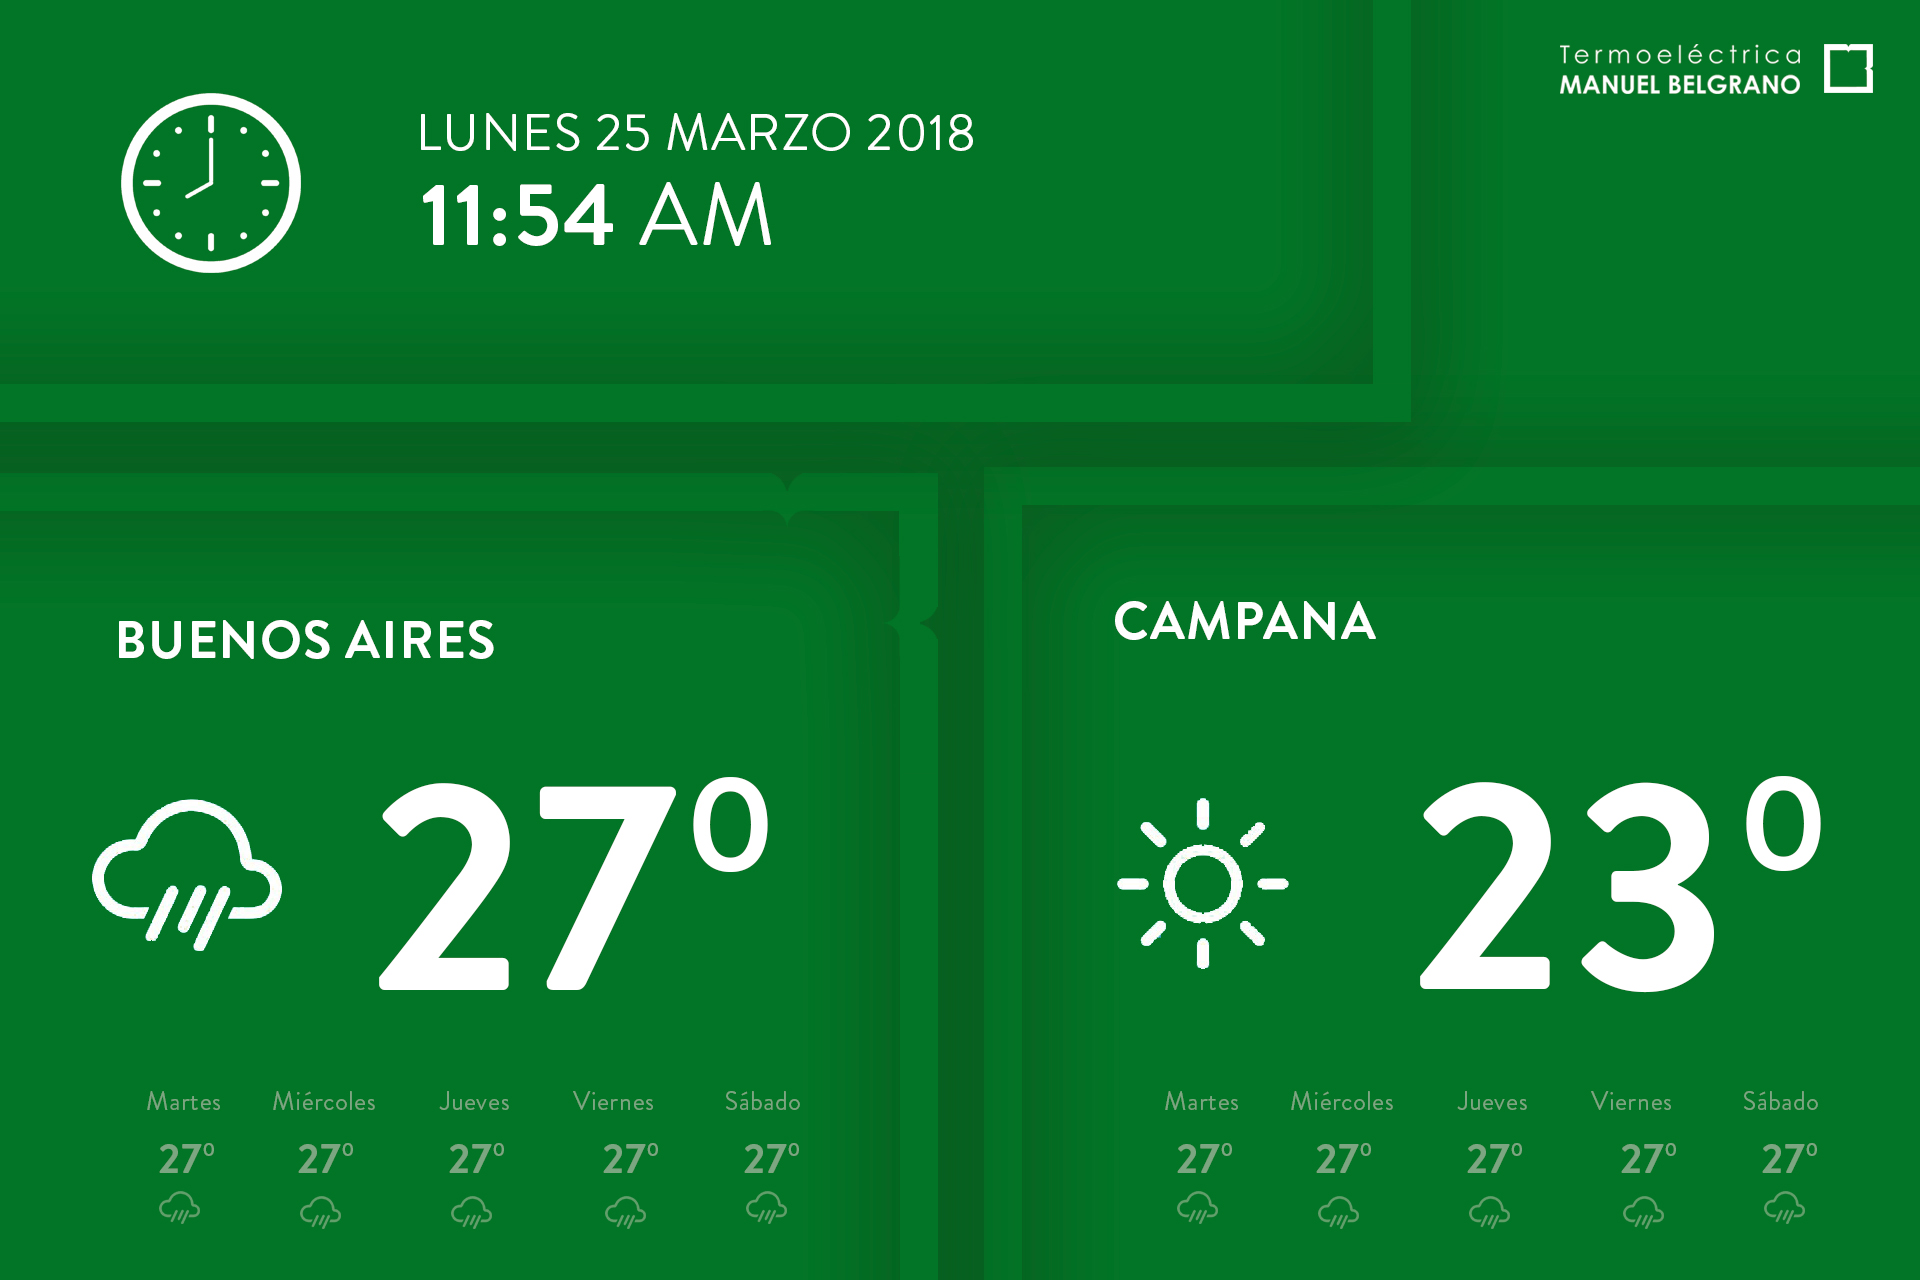 Termoeléctrica
MANUEL BELGRANO
LUNES 25 MARZO 2018
11:54 AM
BUENOS AIRES
27º
Martes Miércoles Jueves Viernes Sábado
27º 27º 27º 27º 27º
CAMPANA
23º
Martes Miércoles Jueves Viernes Sábado
27º 27º 27º 27º 27º